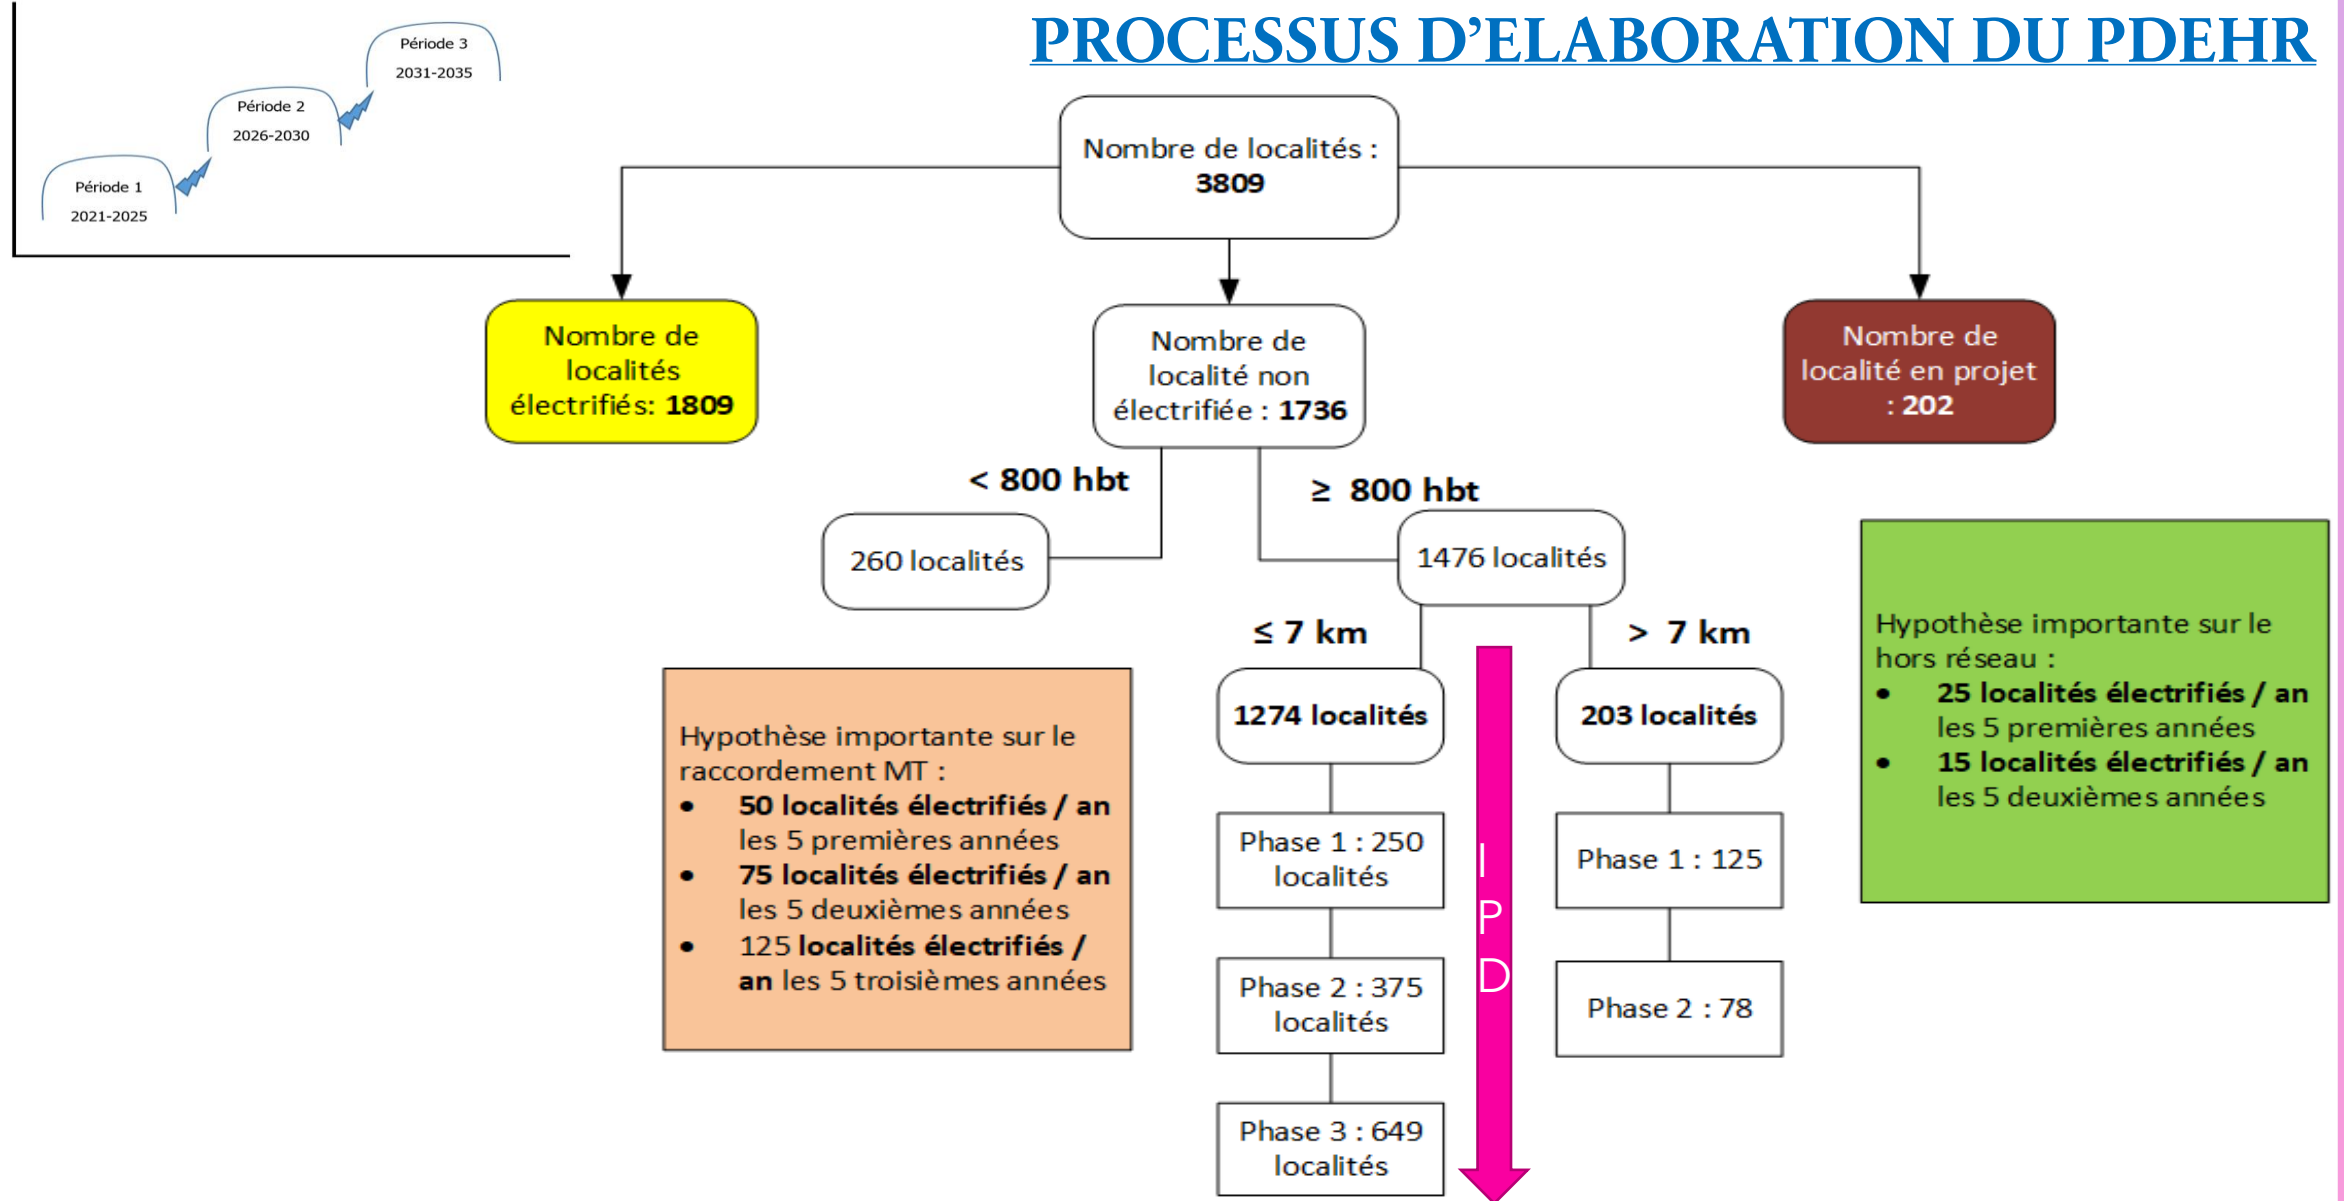 PROCESSUS D’ELABORATION DU PDEHR
Période 3
2031-2035
Période 2
2026-2030
Période 1
2021-2025
Nombre de localités :
3809
Nombre de
localités
électrifiés: 1809
Nombre de
localité non
électrifiée : 1736
Nombre de
localité en projet
: 202
< 800 hbt
≥ 800 hbt
260 localités
1476 localités
≤ 7 km
> 7 km
1274 localités
203 localités
Hypothèse importante sur le
raccordement MT :
• 50 localités électrifiés / an
les 5 premières années
• 75 localités électrifiés / an
les 5 deuxièmes années
• 125 localités électrifiés /
an les 5 troisièmes années
Phase 1 : 250
localités
Phase 2 : 375
localités
Phase 3 : 649
localités
I
P
D
Phase 1 : 125
Phase 2 : 78
Hypothèse importante sur le
hors réseau :
• 25 localités électrifiés / an
les 5 premières années
• 15 localités électrifiés / an
les 5 deuxièmes années